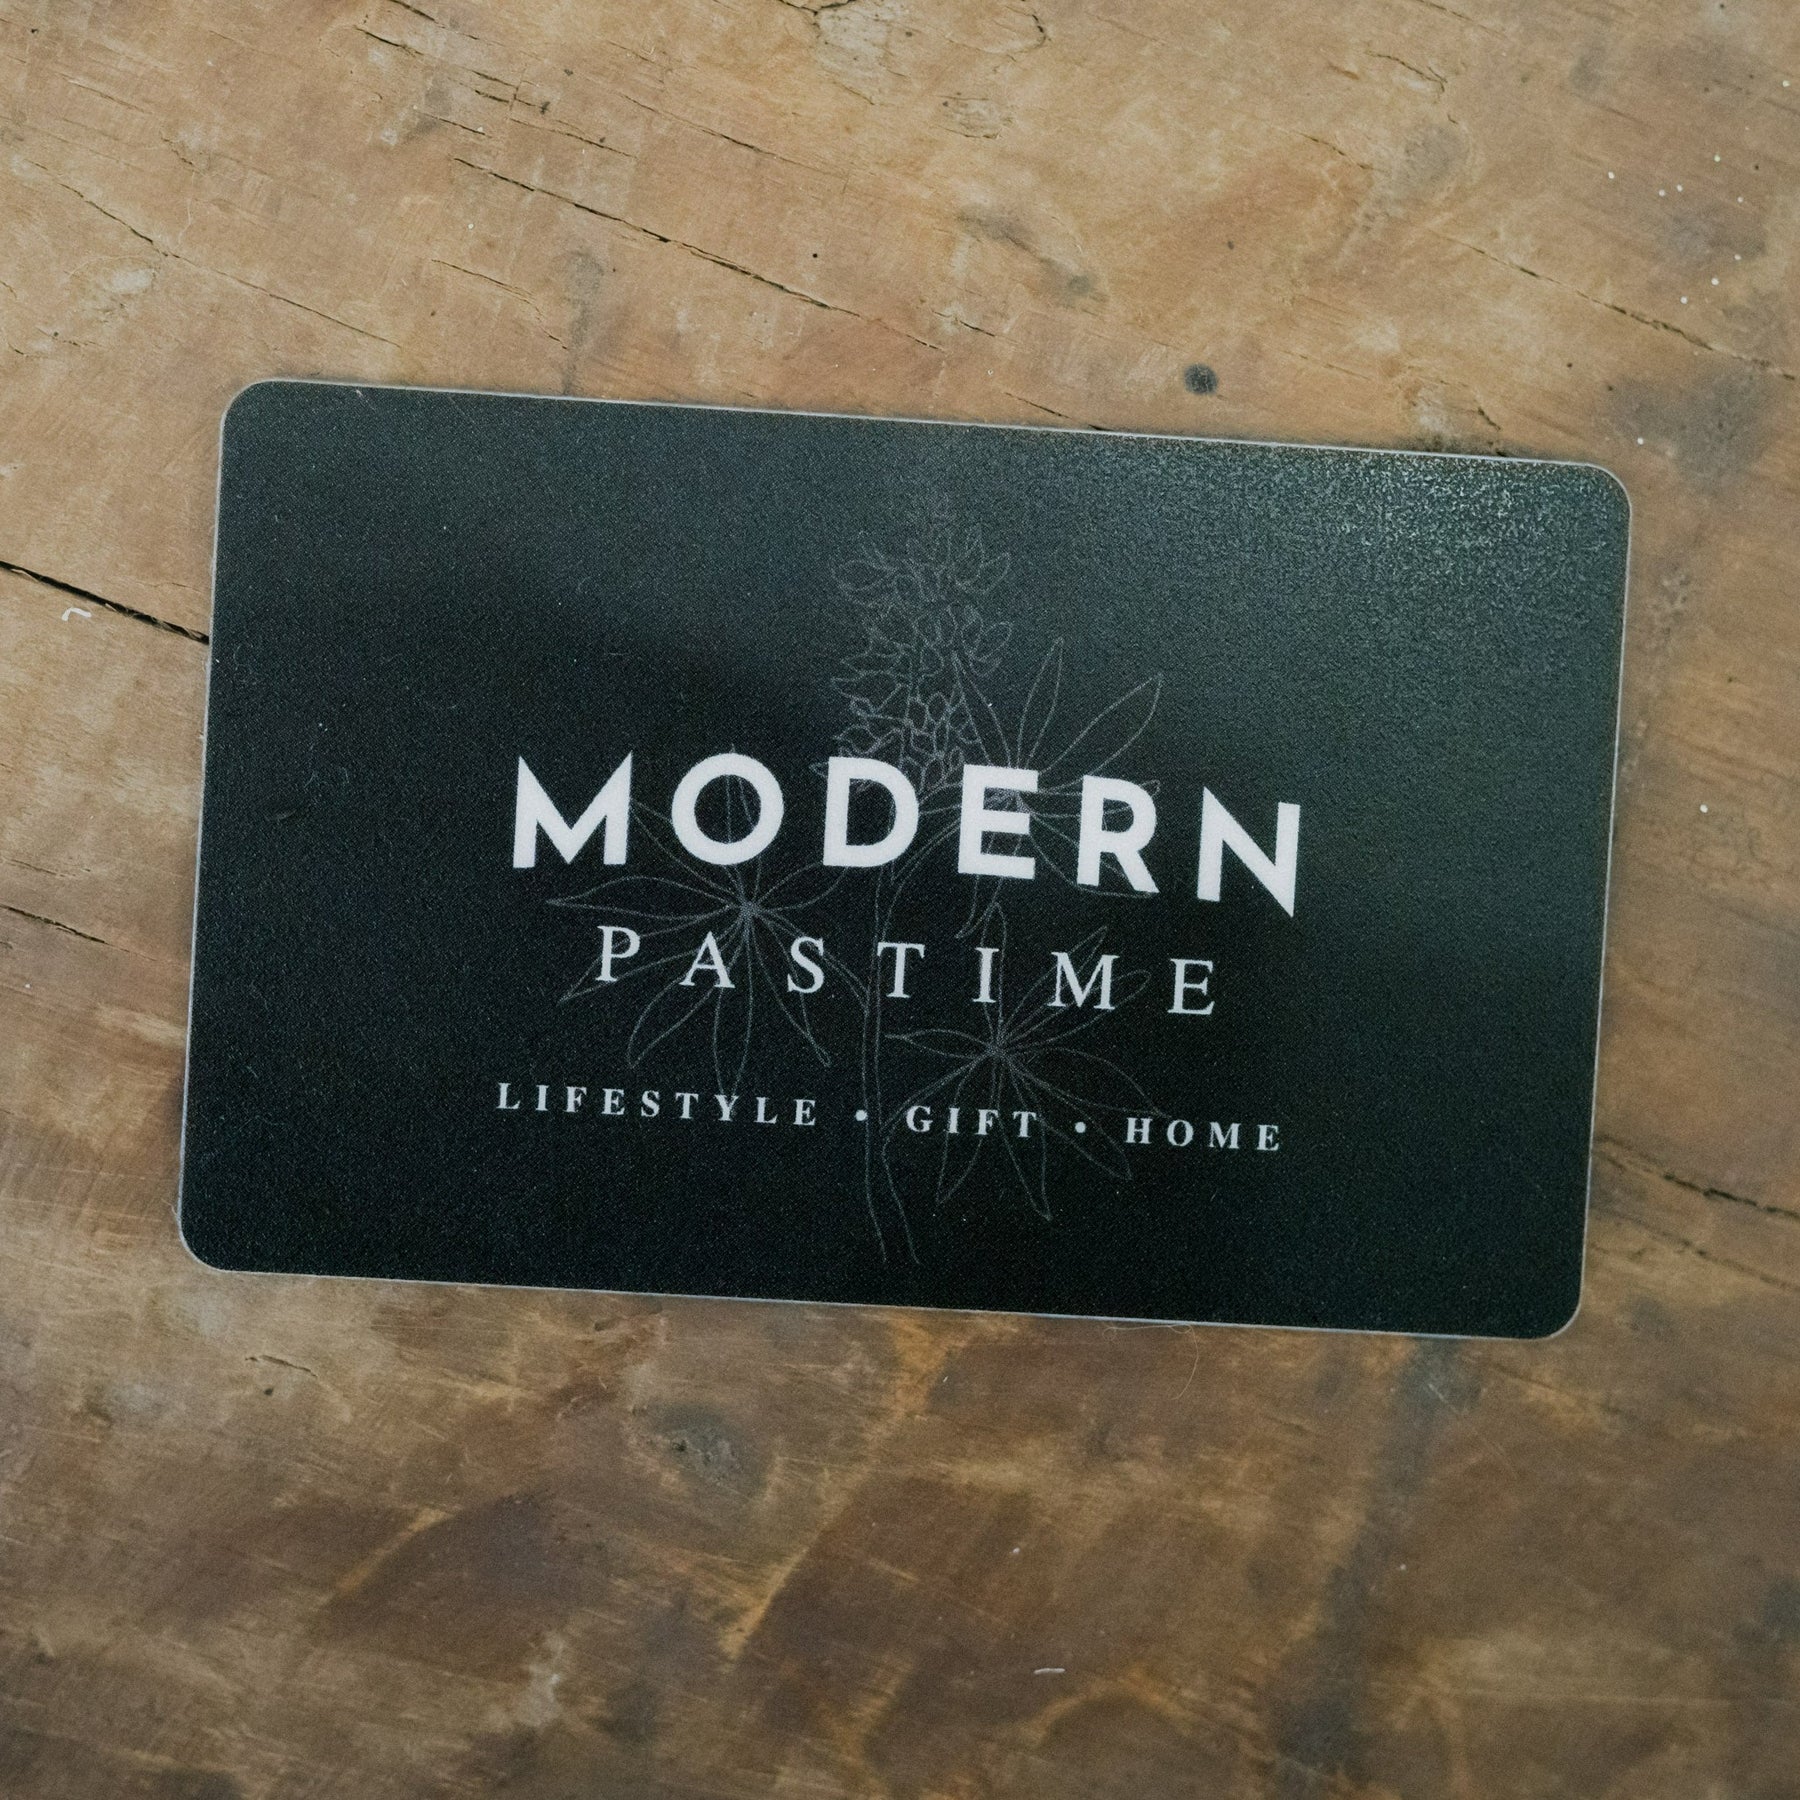 MODERN
PASTIME
LIFESTYLE • GIFT • HOME